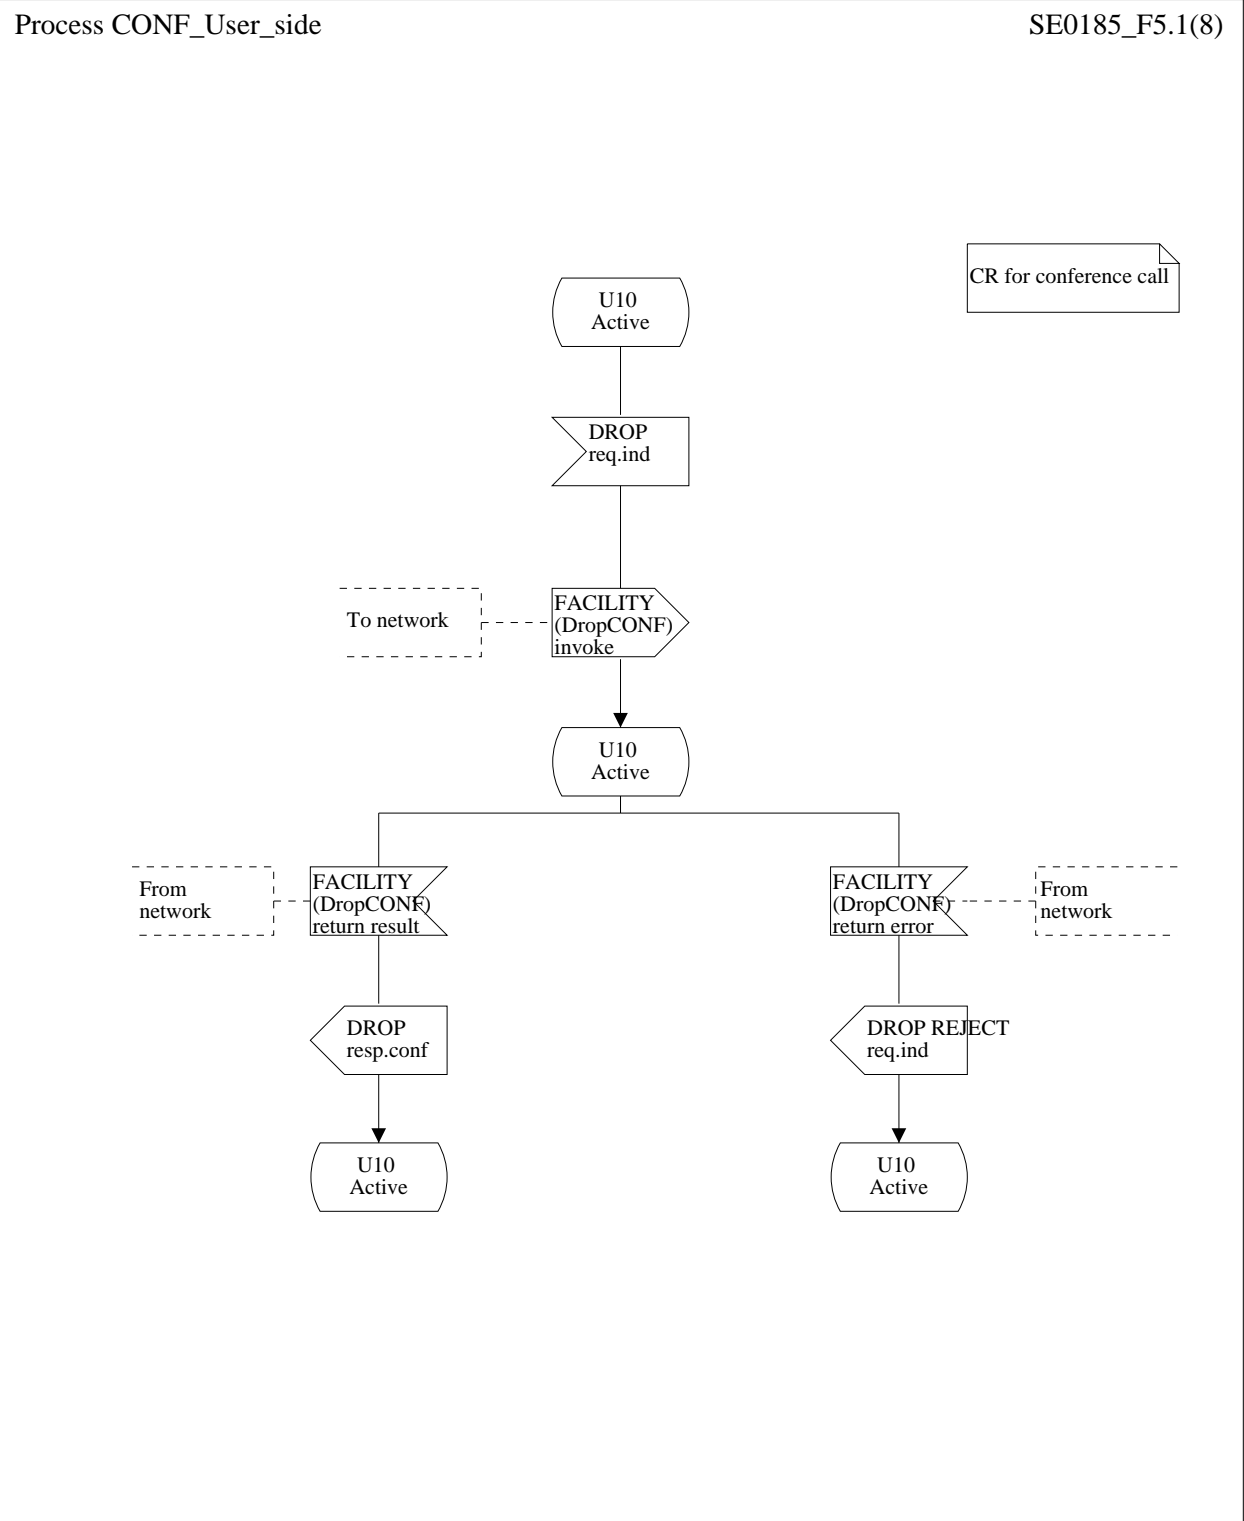 Process CONF_User_side
SE0185_F5.1(8)
CR for conference call
U10
Active
DROP
req.ind
To network
FACILITY
(DropCONF)
invoke
U10
Active
From
network
FACILITY
(DropCONF)
return result
FACILITY
(DropCONF)
return error
From
network
DROP
resp.conf
DROP REJECT
req.ind
U10
Active
U10
Active